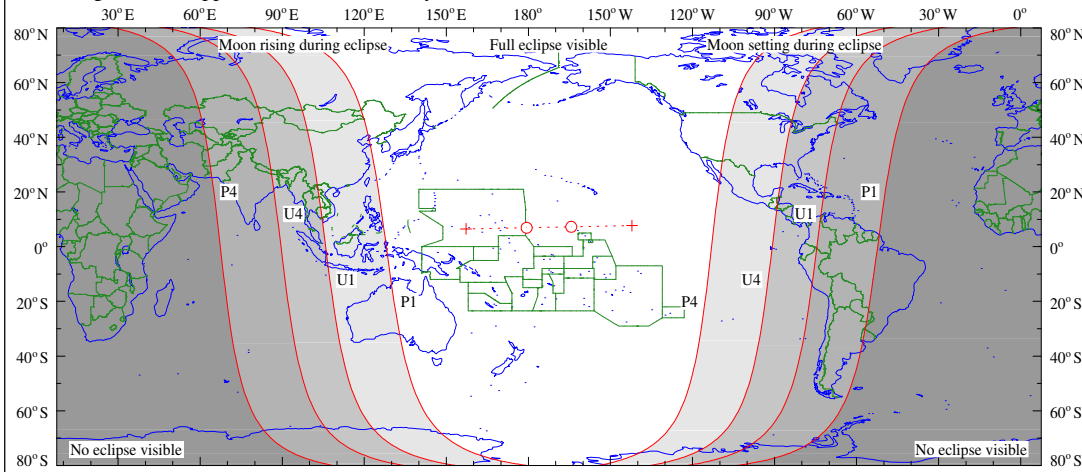 30° E 60° E 90° E 120° E 150° E 180° 150° W 120° W 90° W 60° W 30° W 0°
80° N 80° N
Moon rising during eclipse Full eclipse visible Moon setting during eclipse
60° N 60° N
40° N 40° N
20° N P4 U4 U1 P1 20° N
0° 0°
U1 U4
20° S P1 P4 20° S
40° S 40° S
60° S 60° S
No eclipse visible No eclipse visible
80° S 80° S